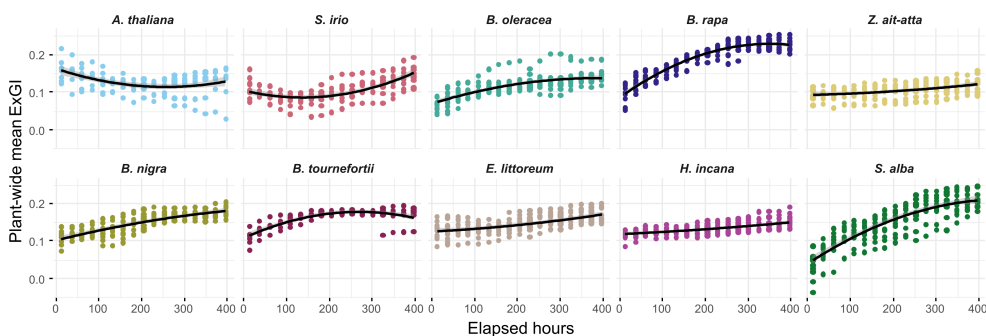 A. thaliana S. irio B. oleracea B. rapa Z. ait-atta
0.2
0.1
0.0
Plant-wide mean ExGI
B. nigra B. tournefortii E. littoreum H. incana S. alba
0.2
0.1
0.0
0 100 200 300 400 0 100 200 300 400 0 100 200 300 400 0 100 200 300 400 0 100 200 300 400
Elapsed hours